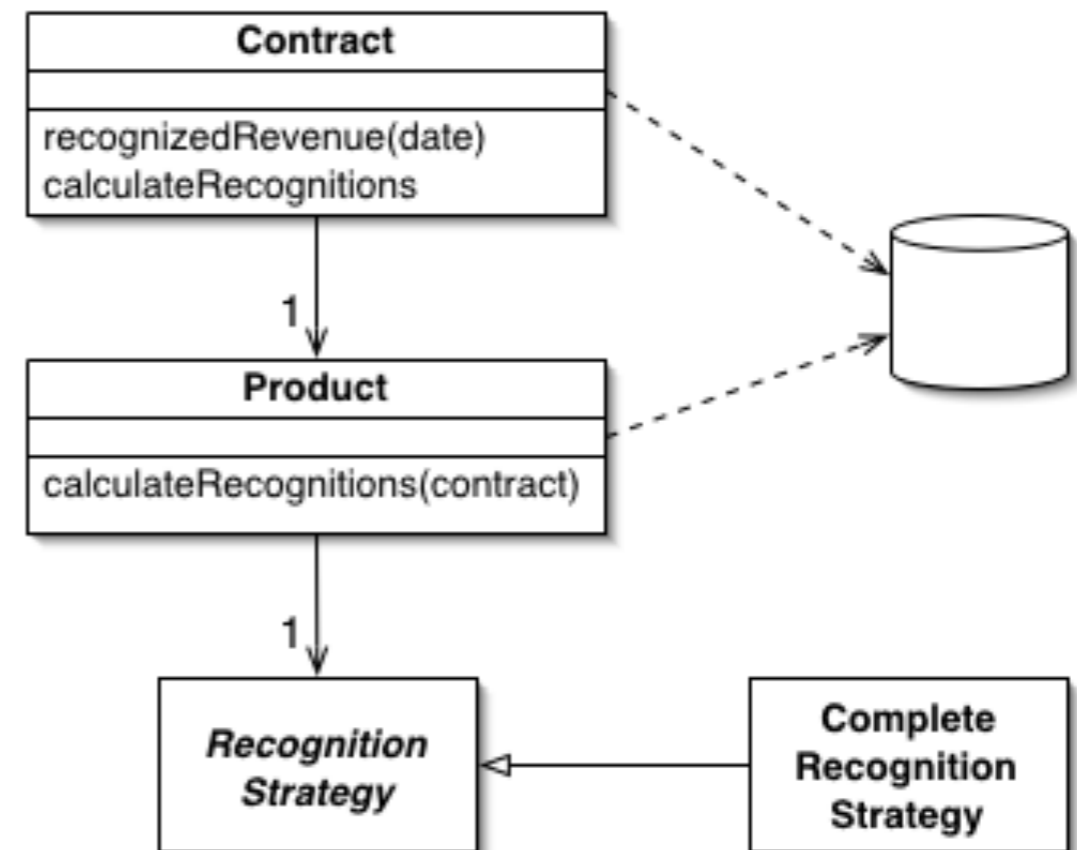 Contract
recognizedRevenue(date)
calculateRecognitions
1
Product
calculateRecognitions(contract)
1
Recognition
Strategy
Complete
Recognition
Strategy